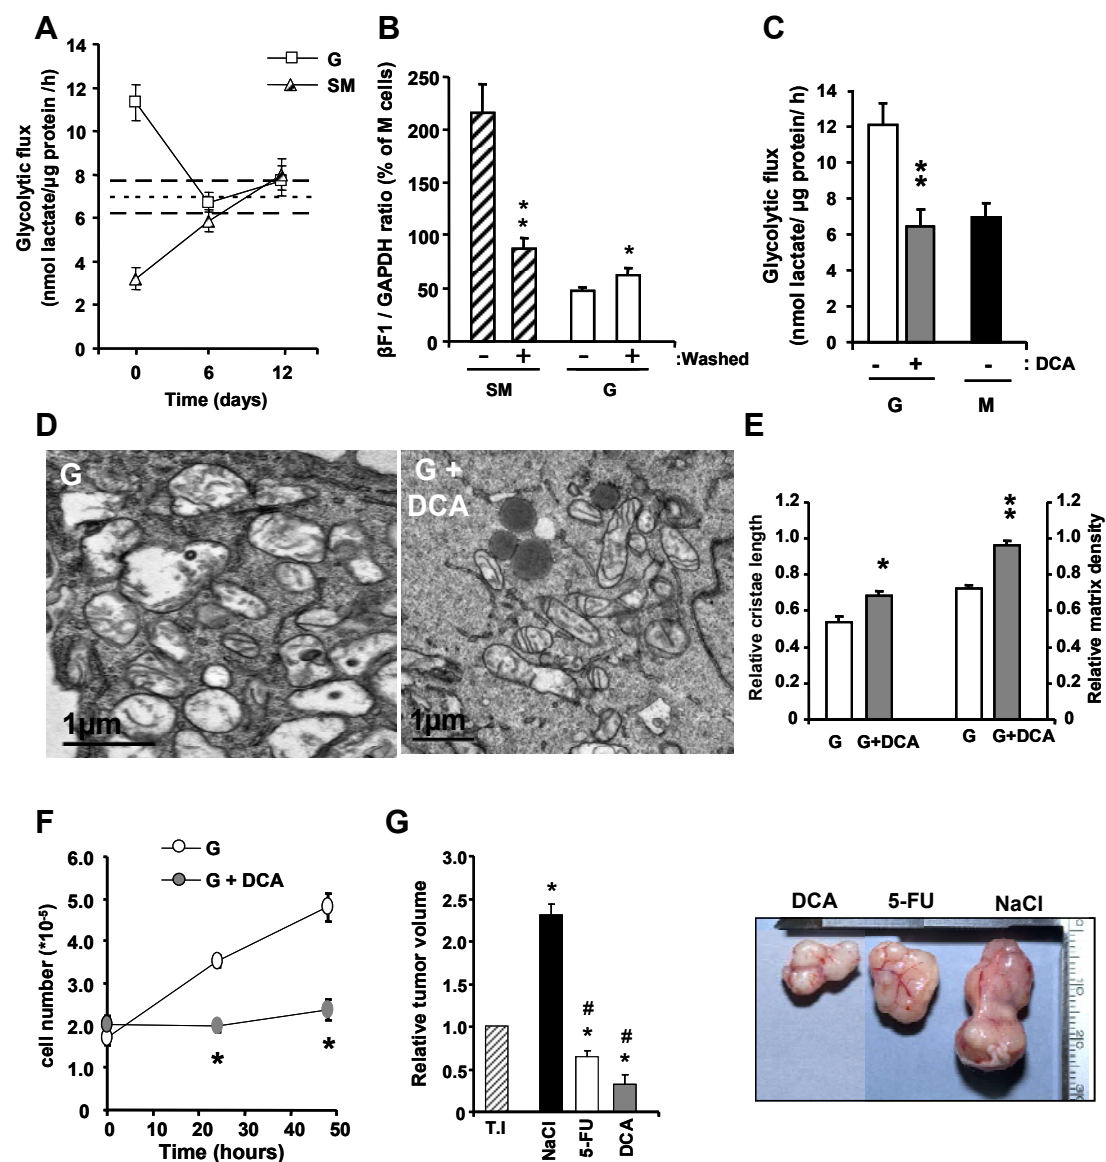 A
14
12
10
8
6
4
2
0
Glycolytic flux
(nmol lactate/µg protein /h)
G
SM
0 6 12
Time (days)
B
250
200
150
100
50
0
βF1 / GAPDH ratio (% of M cells)
*
*
*
- + - + :Washed
SM G
C
14
12
10
8
6
4
2
0
Glycolytic flux
(nmol lactate/ µg protein/ h)
*
*
- + - : DCA
G M
D
G
1µm
G +
DCA
1µm
E
1.2
1.0
0.8
0.6
0.4
0.2
0
Relative cristae length
*
*
*
1.2
1.0
0.8
0.6
0.4
0.2
0
Relative matrix density
G G+DCA G G+DCA
F
6.0
5.0
4.0
3.0
2.0
1.0
0
cell number (*10-5)
G
G + DCA
* *
0 10 20 30 40 50
Time (hours)
G
3.0
2.5
2.0
1.5
1.0
0.5
0
Relative tumor volume
*
#
*
#
*
T.I NaCl 5-FU DCA
DCA 5-FU NaCl